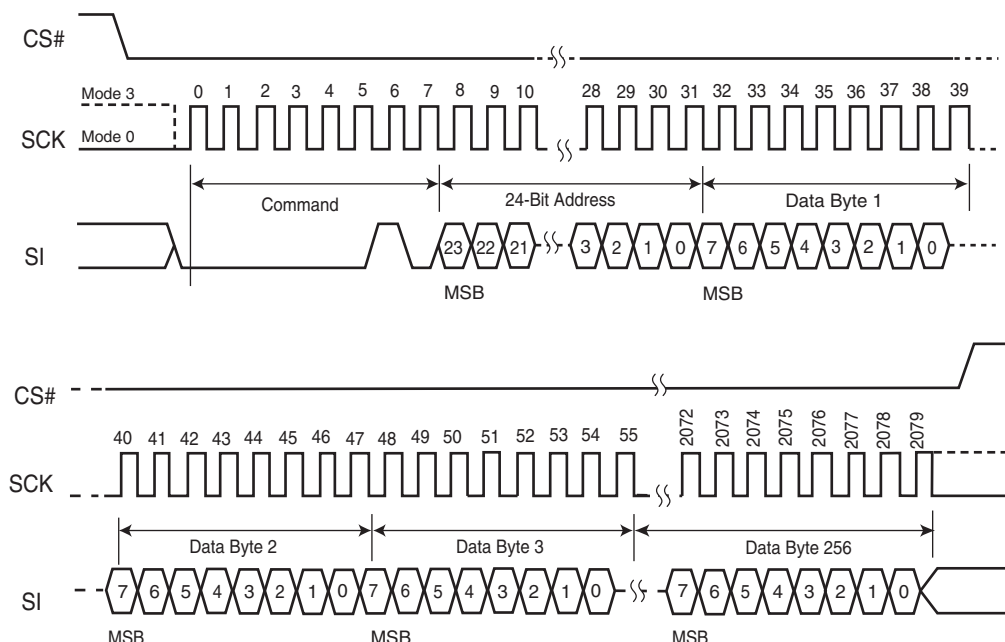 CS#
Mode 3
0 1 2 3 4 5 6 7 8 9 10 28 29 30 31 32 33 34 35 36 37 38 39
SCK
Mode 0
Command
24-Bit Address
Data Byte 1
SI
23 22 21 3 2 1 0 7 6 5 4 3 2 1 0
MSB
MSB
CS#
40 41 42 43 44 45 46 47 48 49 50 51 52 53 54 55 2072 2073 2074 2075 2076 2077 2078 2079
SCK
Data Byte 2
Data Byte 3
Data Byte 256
SI
7 6 5 4 3 2 1 0 7 6 5 4 3 2 1 0 7 6 5 4 3 2 1 0
MSB
MSB
MSB